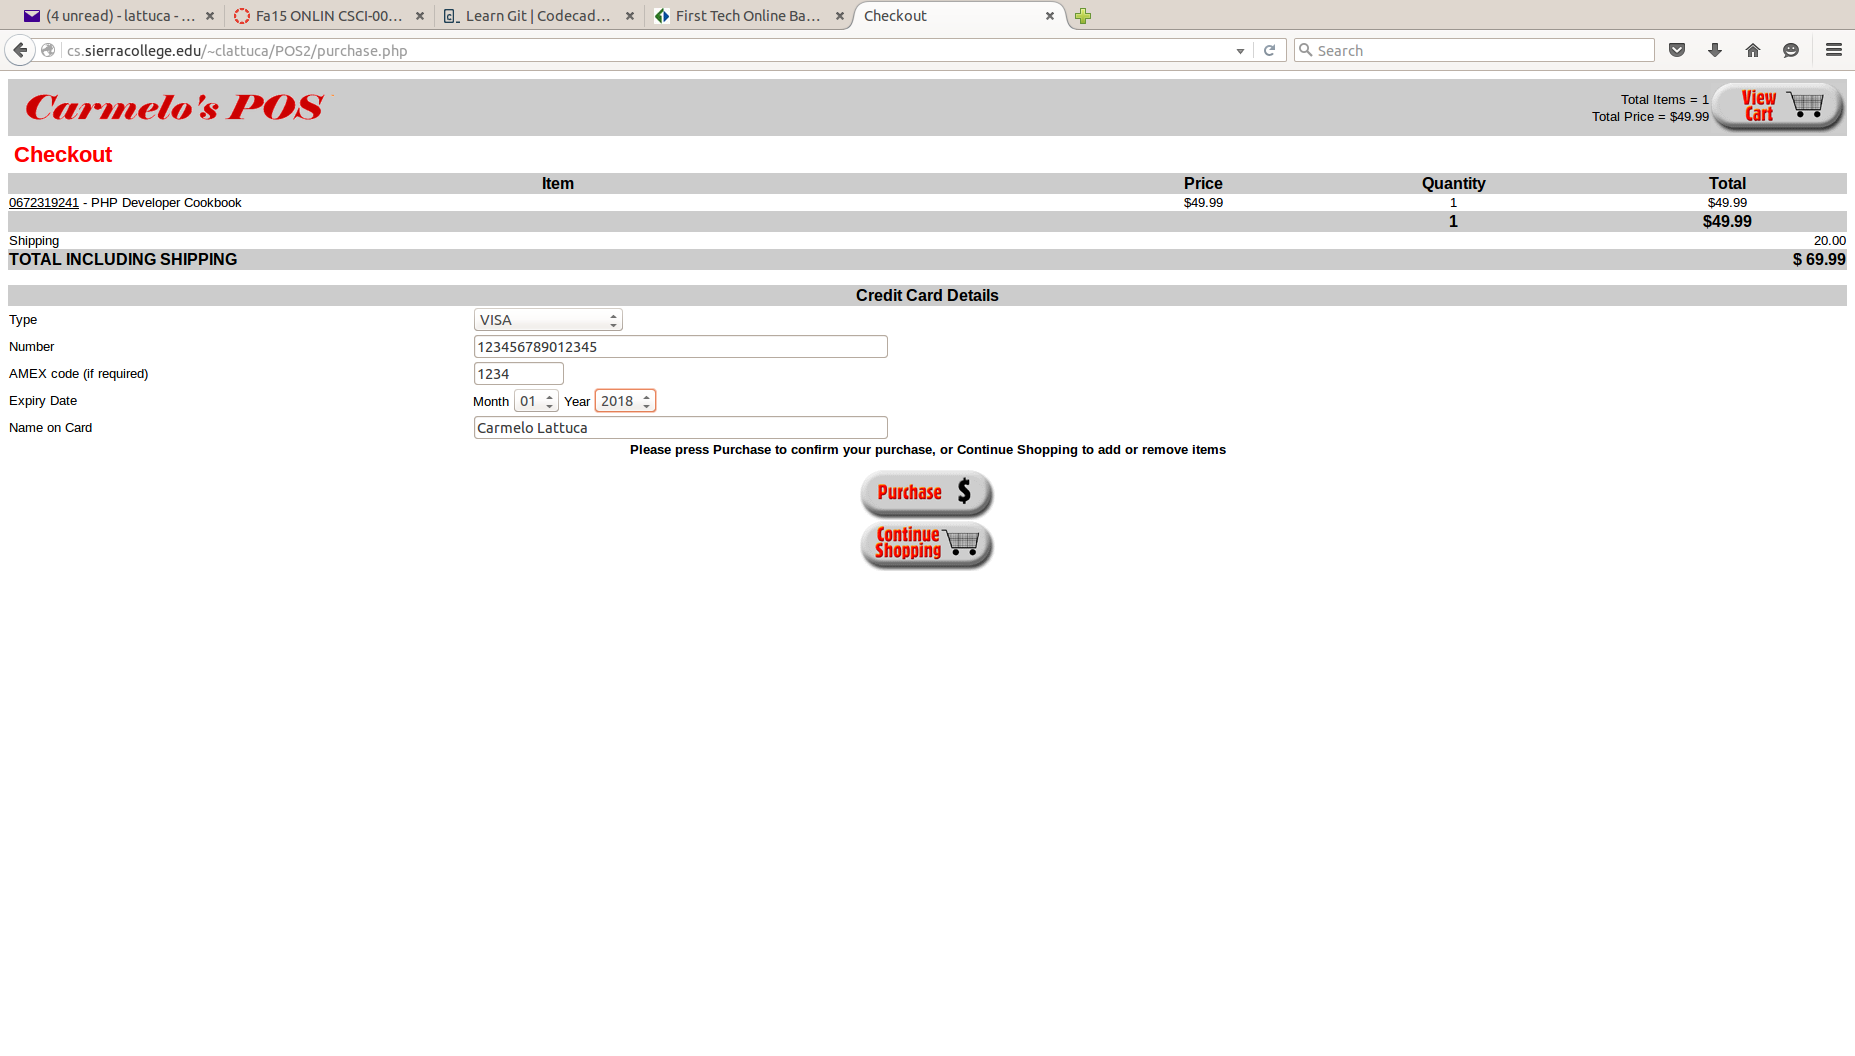 (4 unread) - lattuca - ...
Fa15 ONLIN CSCI-00...
Learn Git | Codecad...
First Tech Online Ba...
Checkout
cs.sierracollege.edu/~clattuca/POS2/purchase.php
Search
Carmelo's POS
Total Items = 1
Total Price = $49.99
View Cart
Checkout
Item Price Quantity Total
0672319241 - PHP Developer Cookbook $49.99 1 $49.99
1 $49.99
Shipping 20.00
TOTAL INCLUDING SHIPPING $ 69.99
Credit Card Details
Type VISA
Number 123456789012345
AMEX code (if required) 1234
Expiry Date Month 01 Year 2018
Name on Card Carmelo Lattuca
Please press Purchase to confirm your purchase, or Continue Shopping to add or remove items
Purchase $
Continue
Shopping